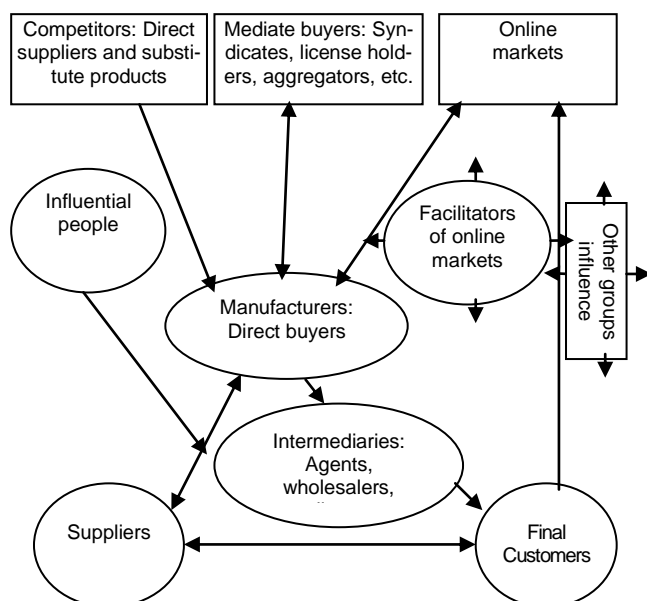 Competitors: Direct
suppliers and substi-
tute products
Mediate buyers: Syn-
dicates, license hold-
ers, aggregators, etc.
Online
markets
Influential
people
Facilitators
of online
markets
Other groups
influence
Manufacturers:
Direct buyers
Intermediaries:
Agents,
wholesalers,
Suppliers
Final
Customers